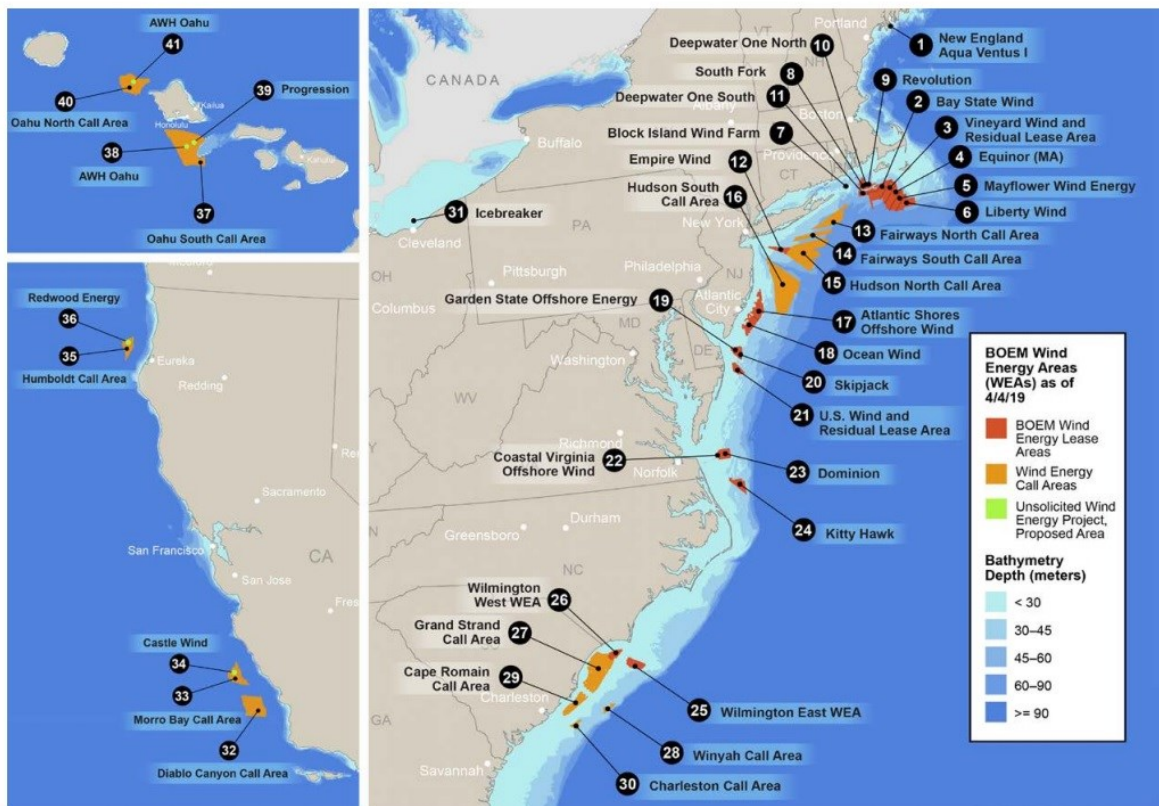 AWH Oahu
41
40
Oahu North Call Area
39
Progression
Kailua
Honolulu
Kahului
38
AWH Oahu
37
Oahu South Call Area
Redwood Energy
36
35
Humboldt Call Area
Eureka
Redding
Sacramento
San Francisco
CA
San Jose
Castle Wind
34
33
Morro Bay Call Area
32
Diablo Canyon Call Area
CANADA
VT
NH
Portland
1
New England
Aqua Ventus I
Deepwater One North
10
South Fork
8
Deepwater One South
11
Albany
Boston
9
Revolution
2
Bay State Wind
3
Vineyard Wind and
Residual Lease Area
4
Equinor (MA)
5
Mayflower Wind Energy
6
Liberty Wind
Block Island Wind Farm
7
Providence
CT
Buffalo
Empire Wind
12
Hudson South
Call Area
16
New York
13
Fairways North Call Area
14
Fairways South Call Area
15
Hudson North Call Area
31
Icebreaker
Cleveland
PA
OH
Pittsburgh
Columbus
Philadelphia
NJ
Atlantic
City
Garden State Offshore Energy
19
MD
DE
Washington
17
Atlantic Shores
Offshore Wind
18
Ocean Wind
20
Skipjack
21
U.S. Wind and
Residual Lease Area
WV
Richmond
Coastal Virginia
Offshore Wind
22
Norfolk
23
Dominion
24
Kitty Hawk
Durham
Greensboro
NC
Wilmington
West WEA
26
Grand Strand
Call Area
27
Cape Romain
Call Area
29
Charleston
GA
Savannah
25
Wilmington East WEA
28
Winyah Call Area
30
Charleston Call Area
BOEM Wind
Energy Areas
(WEAs) as of
4/4/19
BOEM Wind
Energy Lease
Areas
Wind Energy
Call Areas
Unsolicited Wind
Energy Project,
Proposed Area
Bathymetry
Depth (meters)
< 30
30–45
45–60
60–90
>= 90